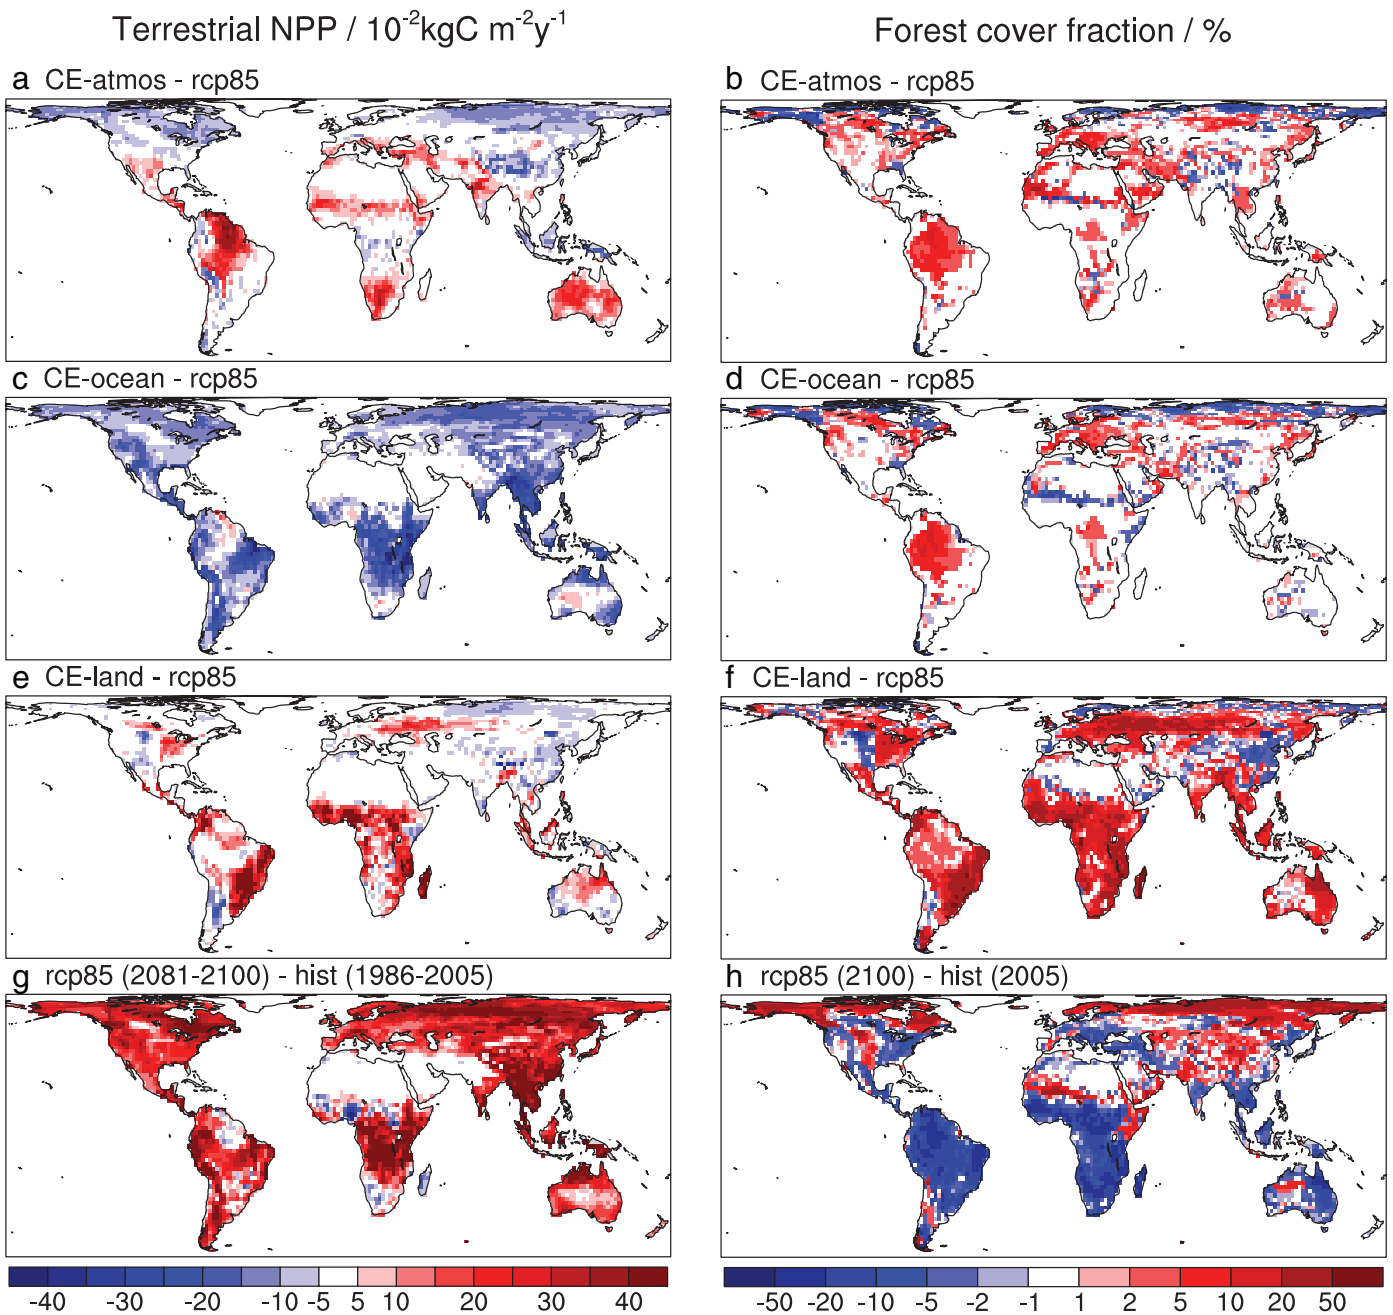 Terrestrial NPP / 10⁻²kgC m⁻²y⁻¹
Forest cover fraction / %
a CE-atmos - rcp85
b CE-atmos - rcp85
c CE-ocean - rcp85
d CE-ocean - rcp85
e CE-land - rcp85
f CE-land - rcp85
g rcp85 (2081-2100) - hist (1986-2005)
h rcp85 (2100) - hist (2005)
-40 -20 -10 -5 5 10 20 30 40
-50 -20 -10 -5 -2 -1 1 2 5 10 20 50